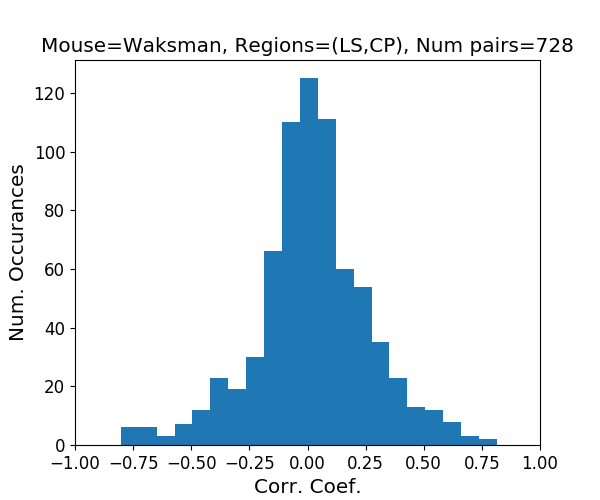 Mouse=Waksman, Regions=(LS,CP), Num pairs=728
Num. Occurances
120
100
80
60
40
20
0
−1.00 −0.75 −0.50 −0.25 0.00 0.25 0.50 0.75 1.00
Corr. Coef.